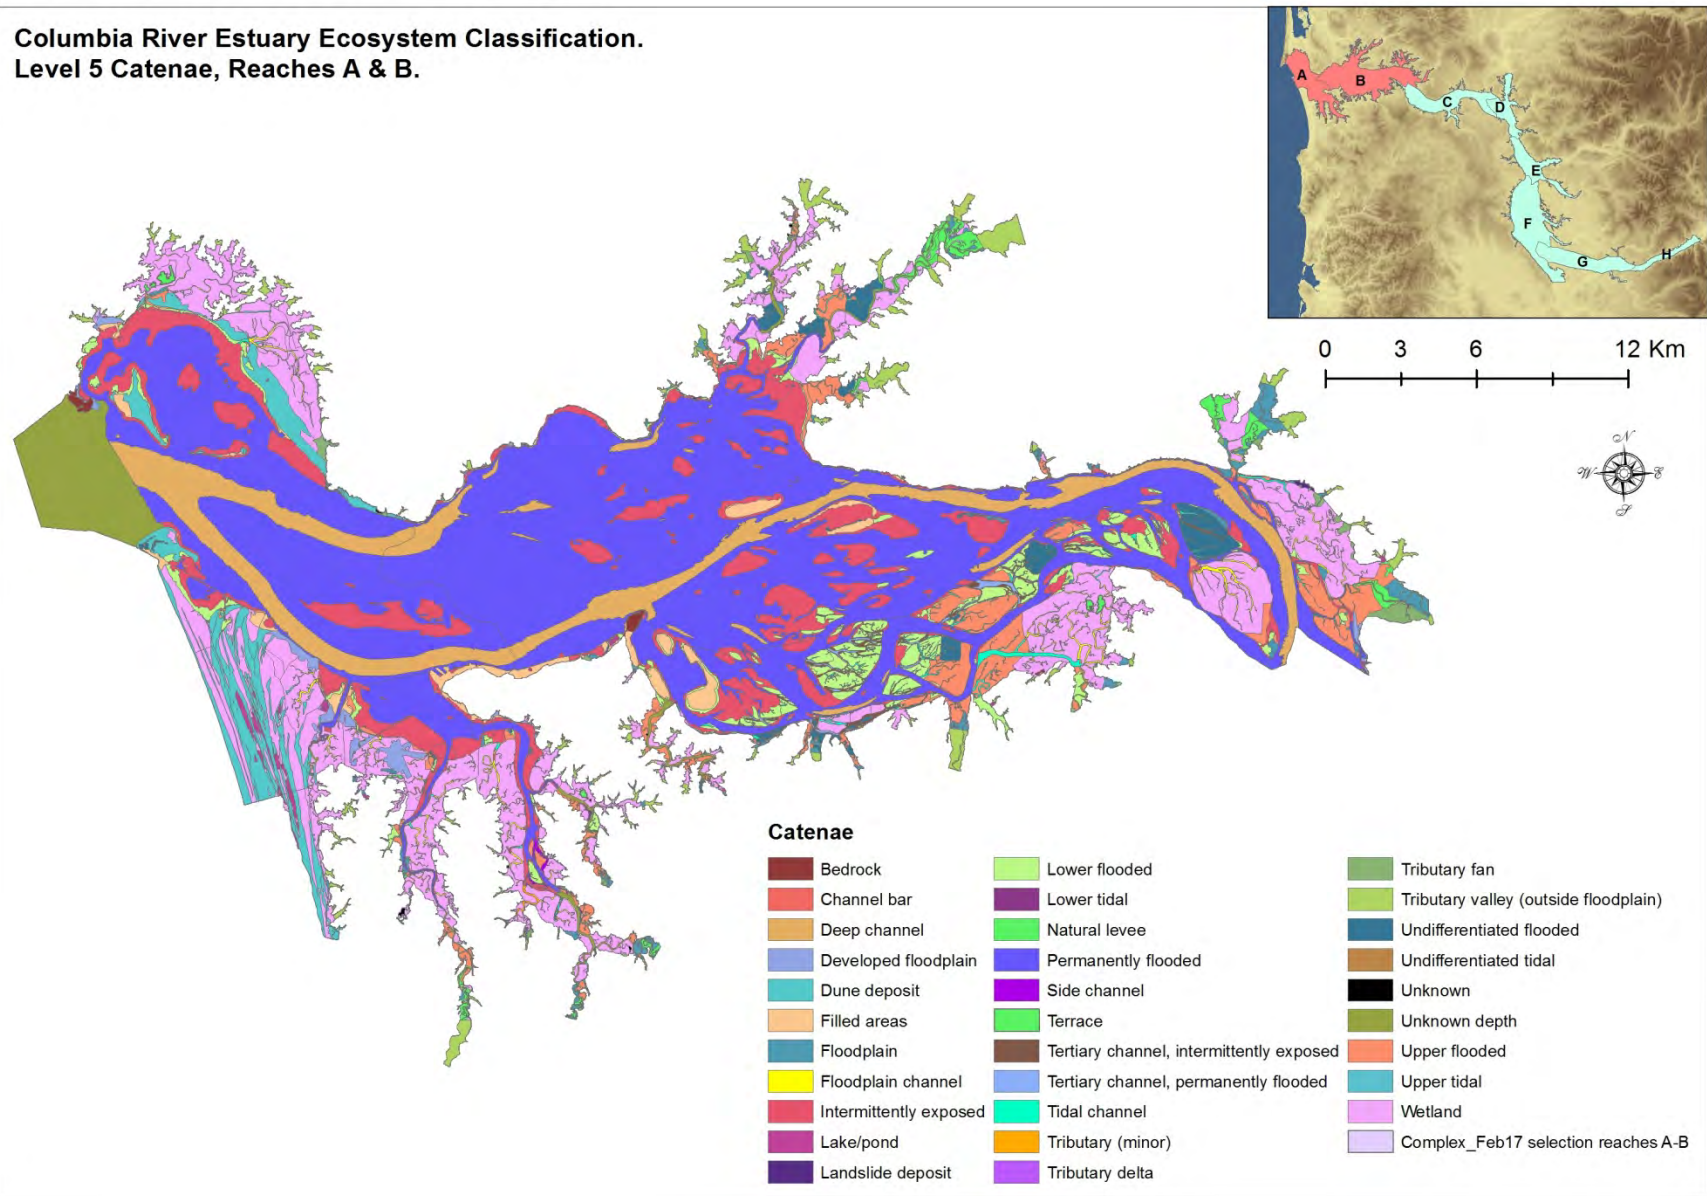 Columbia River Estuary Ecosystem Classification.
Level 5 Catenae, Reaches A & B.
A
B
C
D
E
F
G
H
0 3 6 12 Km
N
W E
S
Catenae
Bedrock
Channel bar
Deep channel
Developed floodplain
Dune deposit
Filled areas
Floodplain
Floodplain channel
Intermittently exposed
Lake/pond
Landslide deposit
Lower flooded
Lower tidal
Natural levee
Permanently flooded
Side channel
Terrace
Tertiary channel, intermittently exposed
Tertiary channel, permanently flooded
Tidal channel
Tributary (minor)
Tributary delta
Tributary fan
Tributary valley (outside floodplain)
Undifferentiated flooded
Undifferentiated tidal
Unknown
Unknown depth
Upper flooded
Upper tidal
Wetland
Complex_Feb17 selection reaches A-B